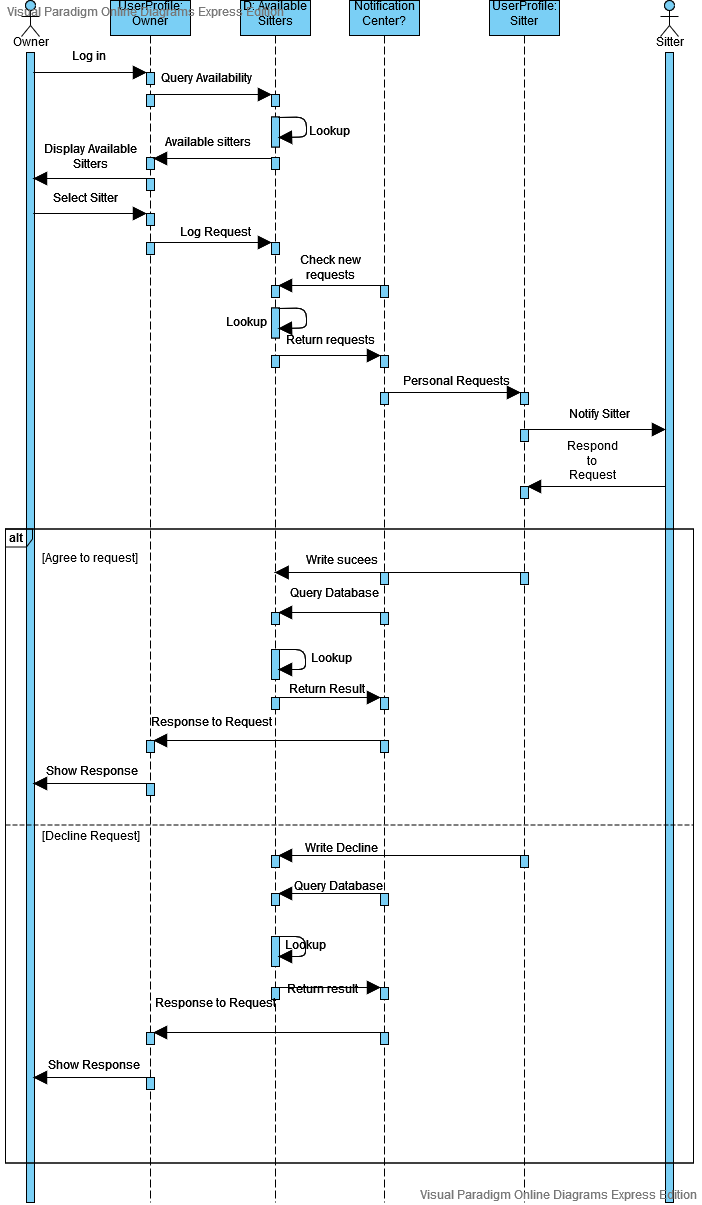 Visual Paradigm Online Diagrams Express Edition
UserProfile:
Owner
D: Available
Sitters
Notification
Center?
UserProfile:
Sitter
Owner
Sitter
Log in
Query Availability
Lookup
Available sitters
Display Available
Sitters
Select Sitter
Log Request
Check new
requests
Lookup
Return requests
Personal Requests
Notify Sitter
Respond
to
Request
alt
[Agree to request]
Write sucees
Query Database
Lookup
Return Result
Response to Request
Show Response
[Decline Request]
Write Decline
Query Database
Lookup
Return result
Response to Request
Show Response
Visual Paradigm Online Diagrams Express Edition